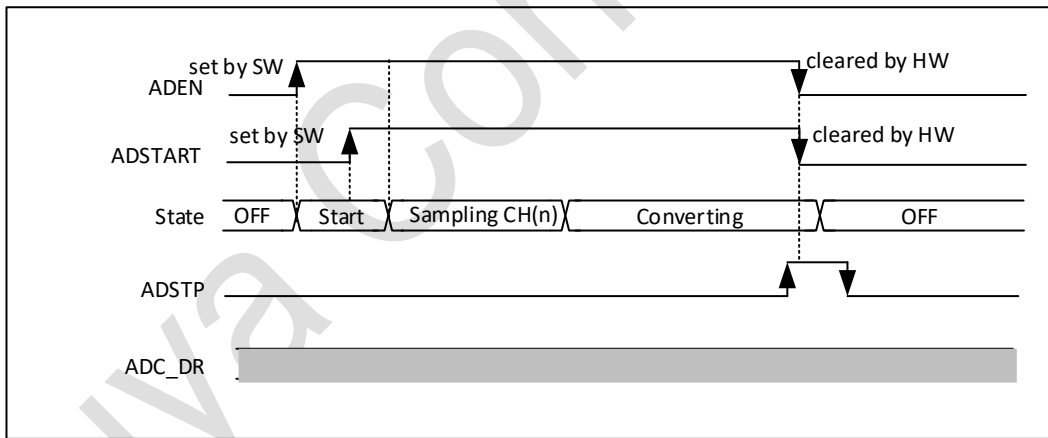 set by SW
cleared by HW
ADEN
set by SW
cleared by HW
ADSTART
State OFF Start Sampling CH(n) Converting OFF
ADSTP
ADC_DR